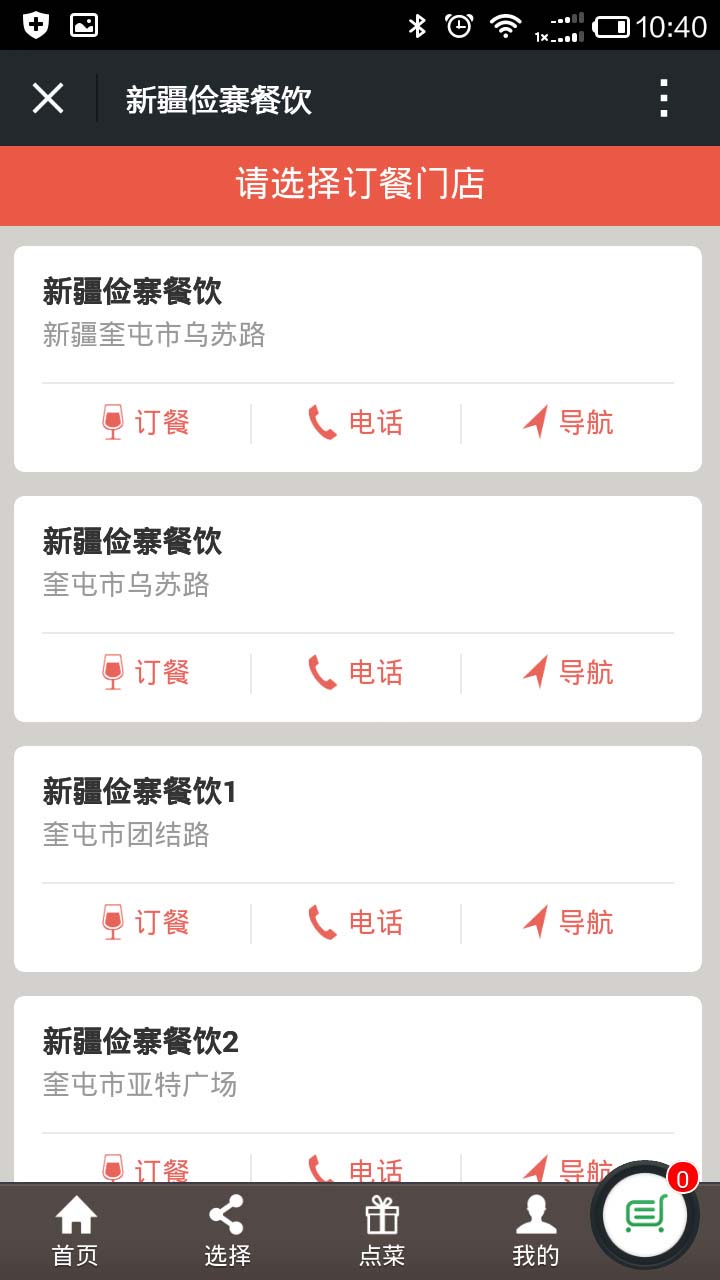 1x 10:40
新疆俭寨餐饮
请选择订餐门店
新疆俭寨餐饮
新疆奎屯市乌苏路
订餐 电话 导航
新疆俭寨餐饮
奎屯市乌苏路
订餐 电话 导航
新疆俭寨餐饮1
奎屯市团结路
订餐 电话 导航
新疆俭寨餐饮2
奎屯市亚特广场
订餐 电话 导航
0
首页 选择 点菜 我的